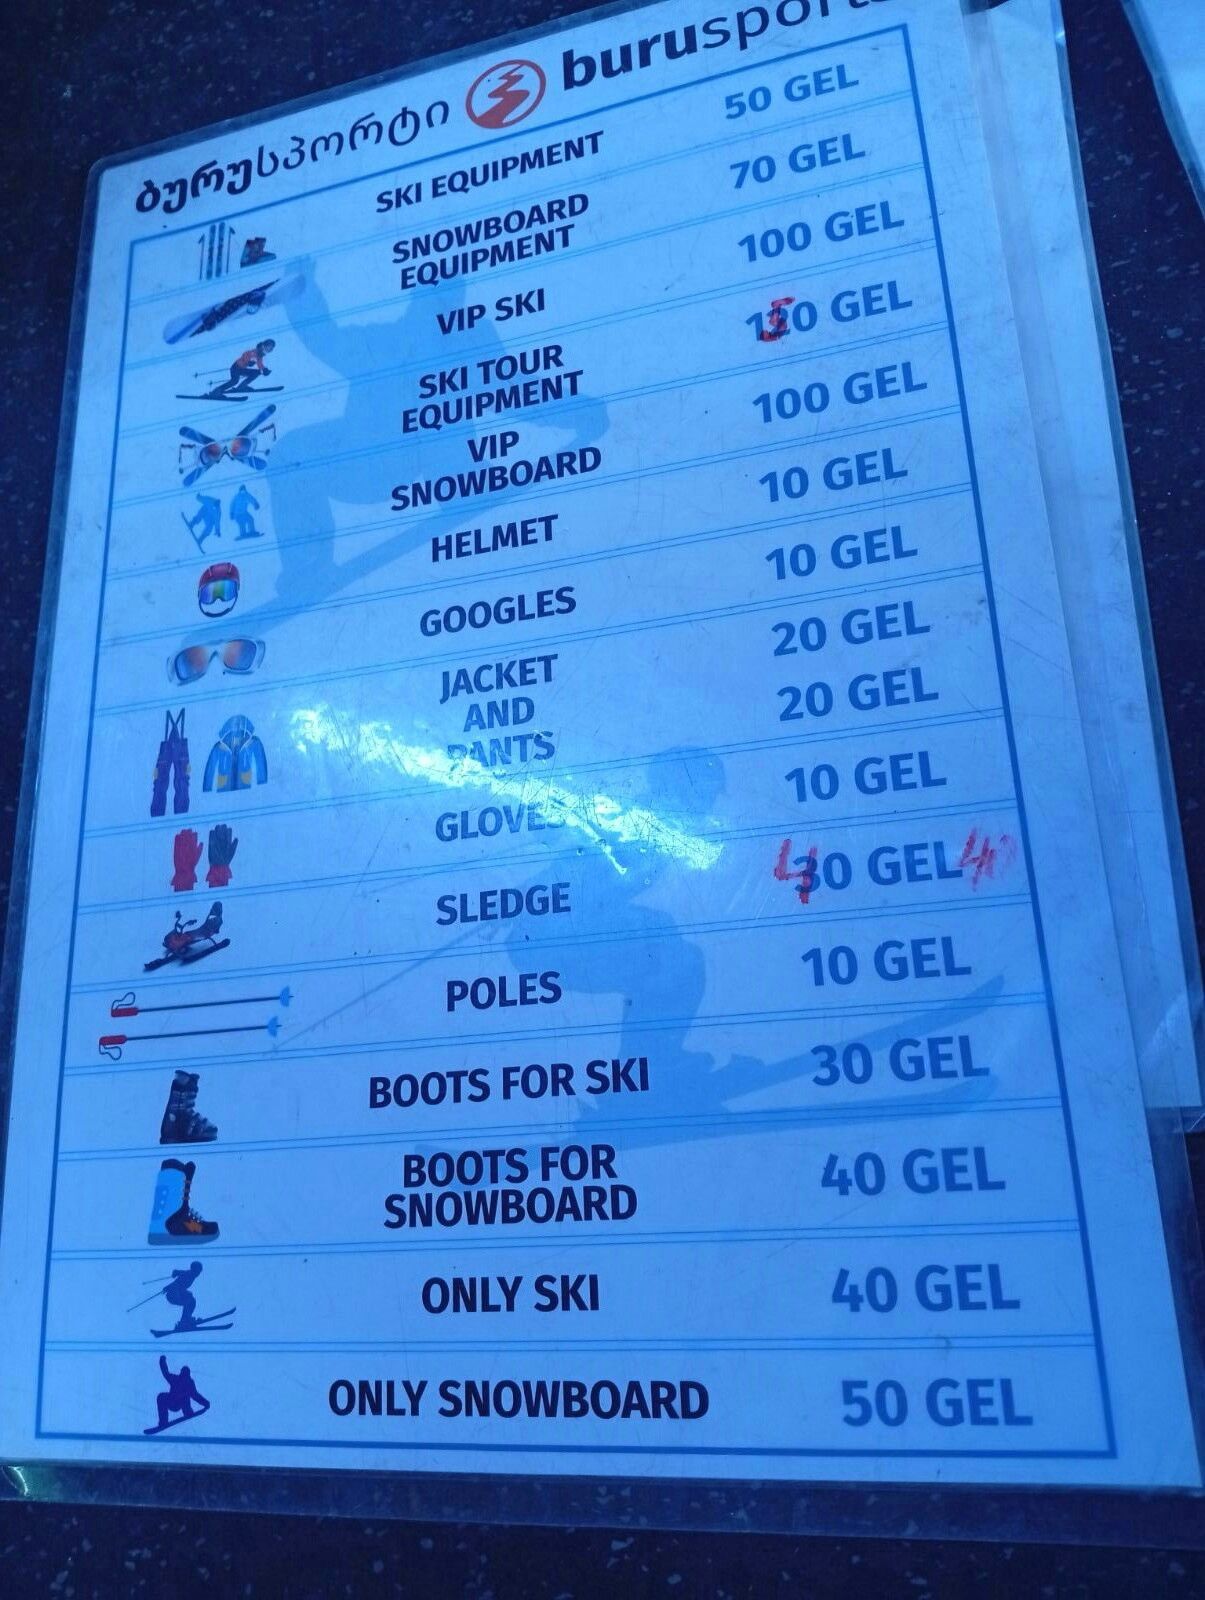 ბურუსპორტი burusports
SKI EQUIPMENT 50 GEL
SNOWBOARD
EQUIPMENT 70 GEL
VIP SKI 100 GEL
SKI TOUR
EQUIPMENT 150 GEL
VIP
SNOWBOARD 100 GEL
HELMET 10 GEL
GOOGLES 10 GEL
JACKET 20 GEL
AND
PANTS 20 GEL
GLOVES 10 GEL
SLEDGE 40 GEL 4
POLES 10 GEL
BOOTS FOR SKI 30 GEL
BOOTS FOR
SNOWBOARD 40 GEL
ONLY SKI 40 GEL
ONLY SNOWBOARD 50 GEL